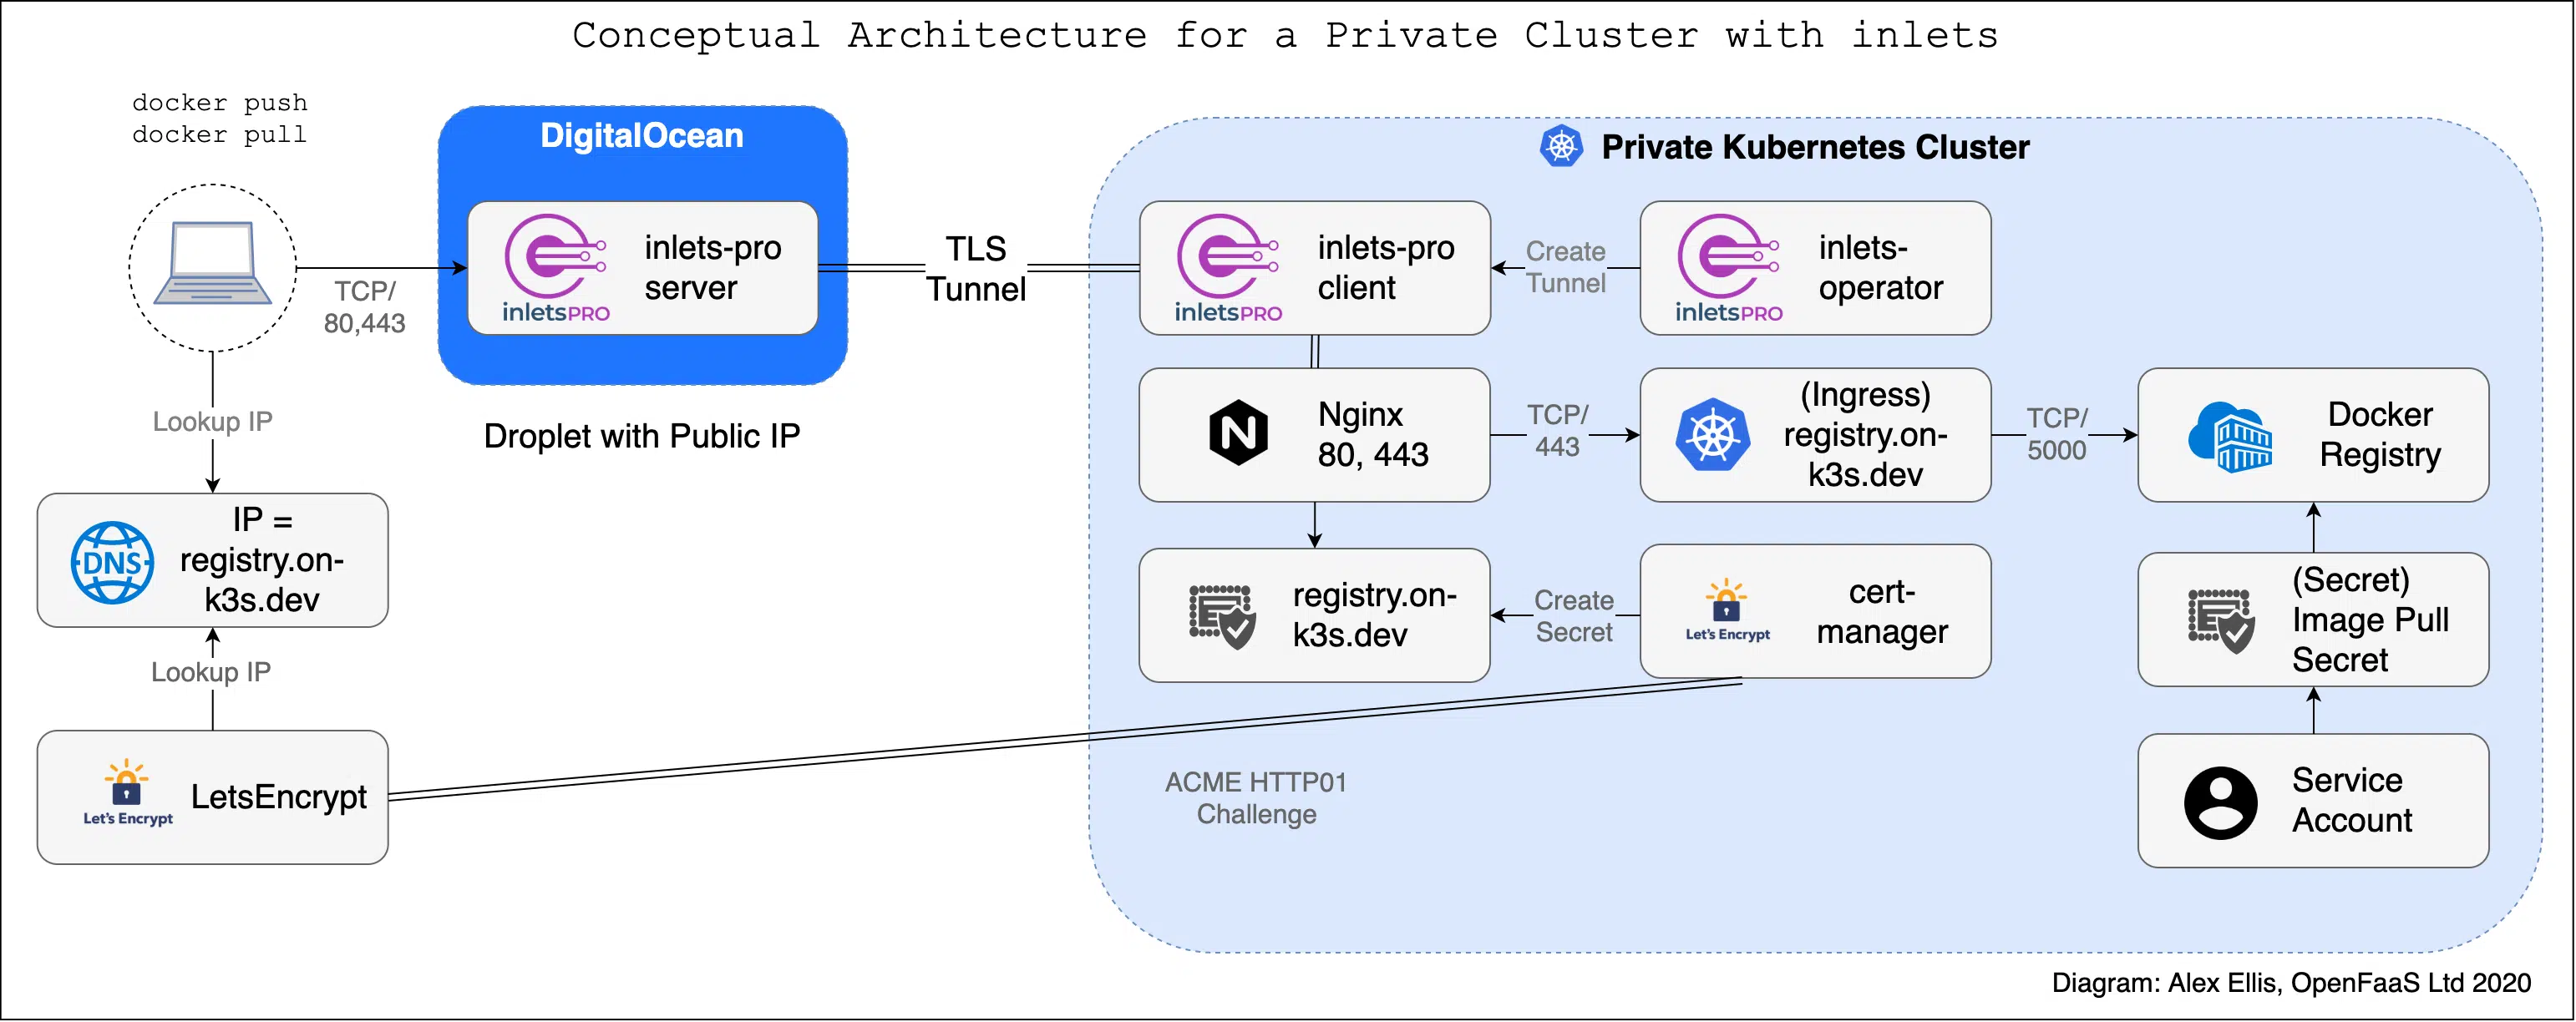 Conceptual Architecture for a Private Cluster with inlets
docker push
docker pull
TCP/
80,443
Lookup IP
DNS
IP =
registry.on-
k3s.dev
Lookup IP
Let's Encrypt
LetsEncrypt
DigitalOcean
inletsPRO
inlets-pro
server
Droplet with Public IP
TLS
Tunnel
Private Kubernetes Cluster
inletsPRO
inlets-pro
client
Create
Tunnel
inletsPRO
inlets-
operator
N
Nginx
80, 443
TCP/
443
(Ingress)
registry.on-
k3s.dev
TCP/
5000
Docker
Registry
registry.on-
k3s.dev
Create
Secret
Let's Encrypt
cert-
manager
(Secret)
Image Pull
Secret
ACME HTTP01
Challenge
Service
Account
Diagram: Alex Ellis, OpenFaaS Ltd 2020